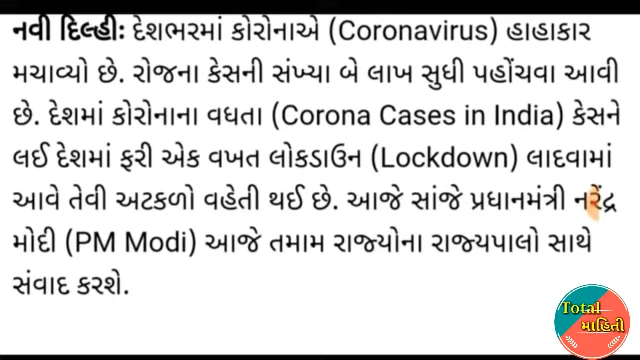 નવી દિલ્હીઃ દેશભરમાં કોરોનાએ (Coronavirus) હાહાકાર
મચાવ્યો છે. રોજના કેસની સંખ્યા બે લાખ સુધી પહોંચવા આવી
છે. દેશમાં કોરોનાના વધતા (Corona Cases in India) કેસને
લઈ દેશમાં ફરી એક વખત લોકડાઉન (Lockdown) લાદવામાં
આવે તેવી અટકળો વહેતી થઈ છે. આજે સાંજે પ્રધાનમંત્રી નરેંદ્ર
મોદી (PM Modi) આજે તમામ રાજ્યોના રાજ્યપાલો સાથે
સંવાદ કરશે.
Total
માહિતી